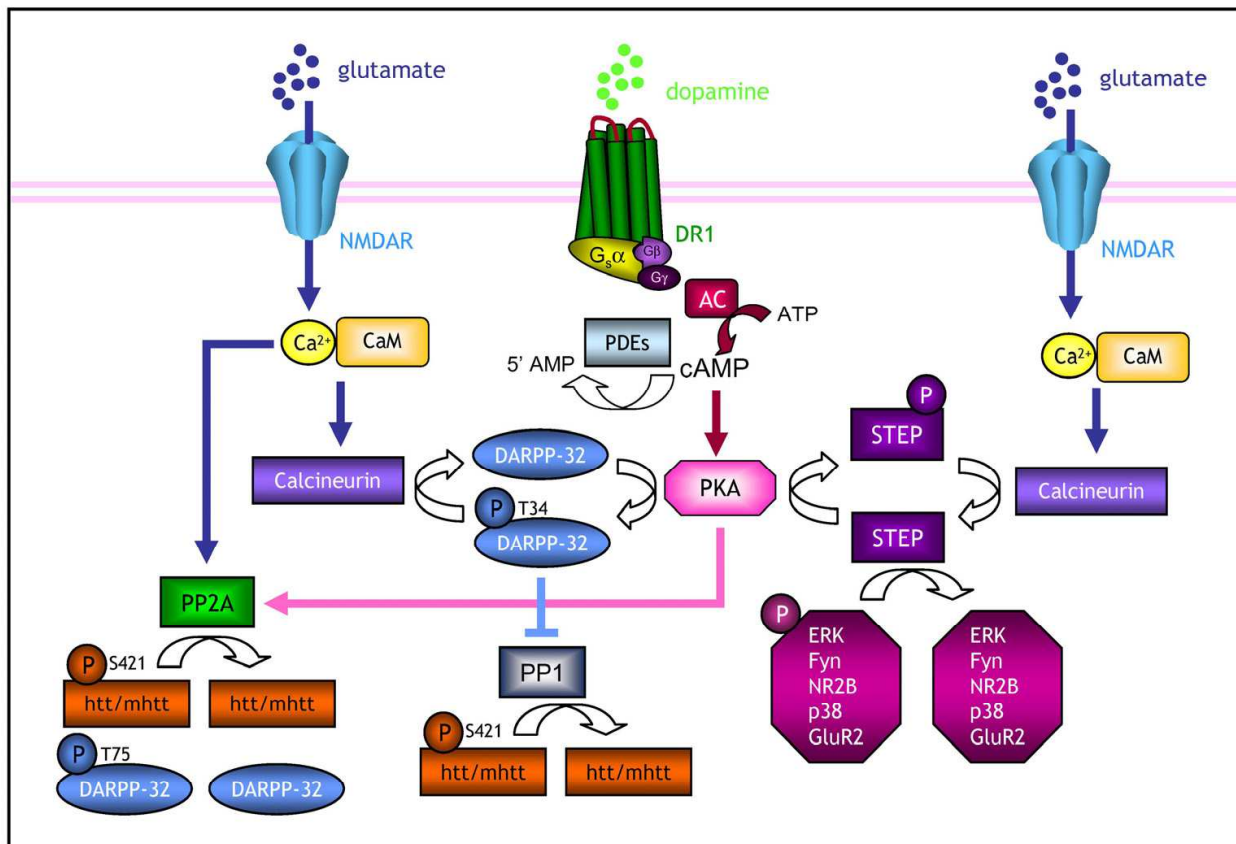 glutamate
dopamine
glutamate
NMDAR
DR1
Gsα
Gβ
Gγ
NMDAR
AC
ATP
Ca2+
CaM
PDEs
5' AMP
cAMP
Ca2+
CaM
P
STEP
DARPP-32
Calcineurin
PKA
Calcineurin
P
T34
DARPP-32
STEP
PP2A
P
ERK
Fyn
NR2B
p38
GluR2
ERK
Fyn
NR2B
p38
GluR2
P
S421
htt/mhtt
htt/mhtt
PP1
P
S421
htt/mhtt
htt/mhtt
P
T75
DARPP-32
DARPP-32